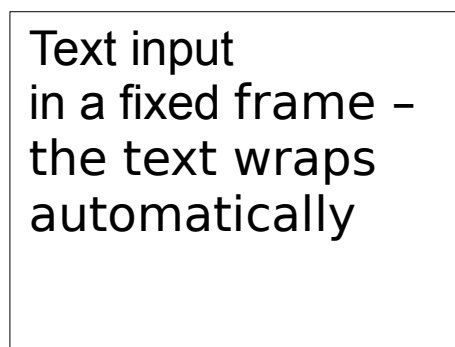 Text input
in a fixed frame –
the text wraps
automatically